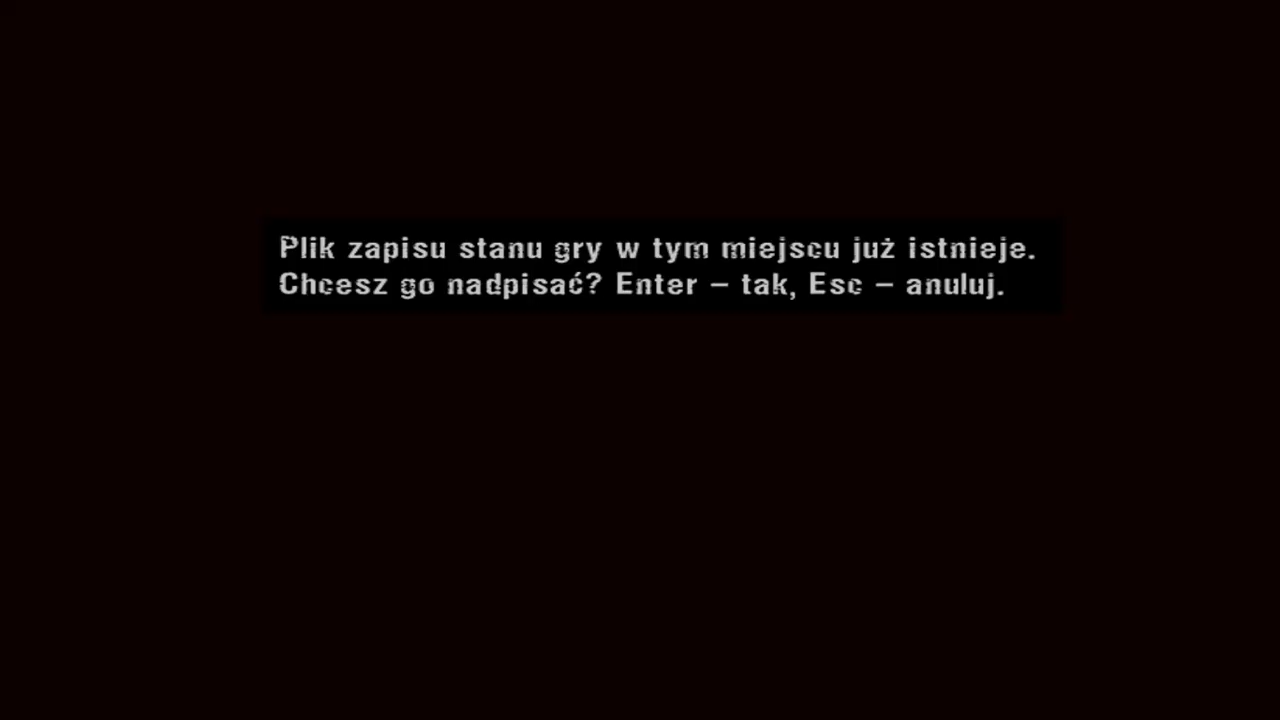 Plik zapisu stanu gry w tym miejscu już istnieje.
Chcesz go nadpisać? Enter – tak, Esc – anuluj.